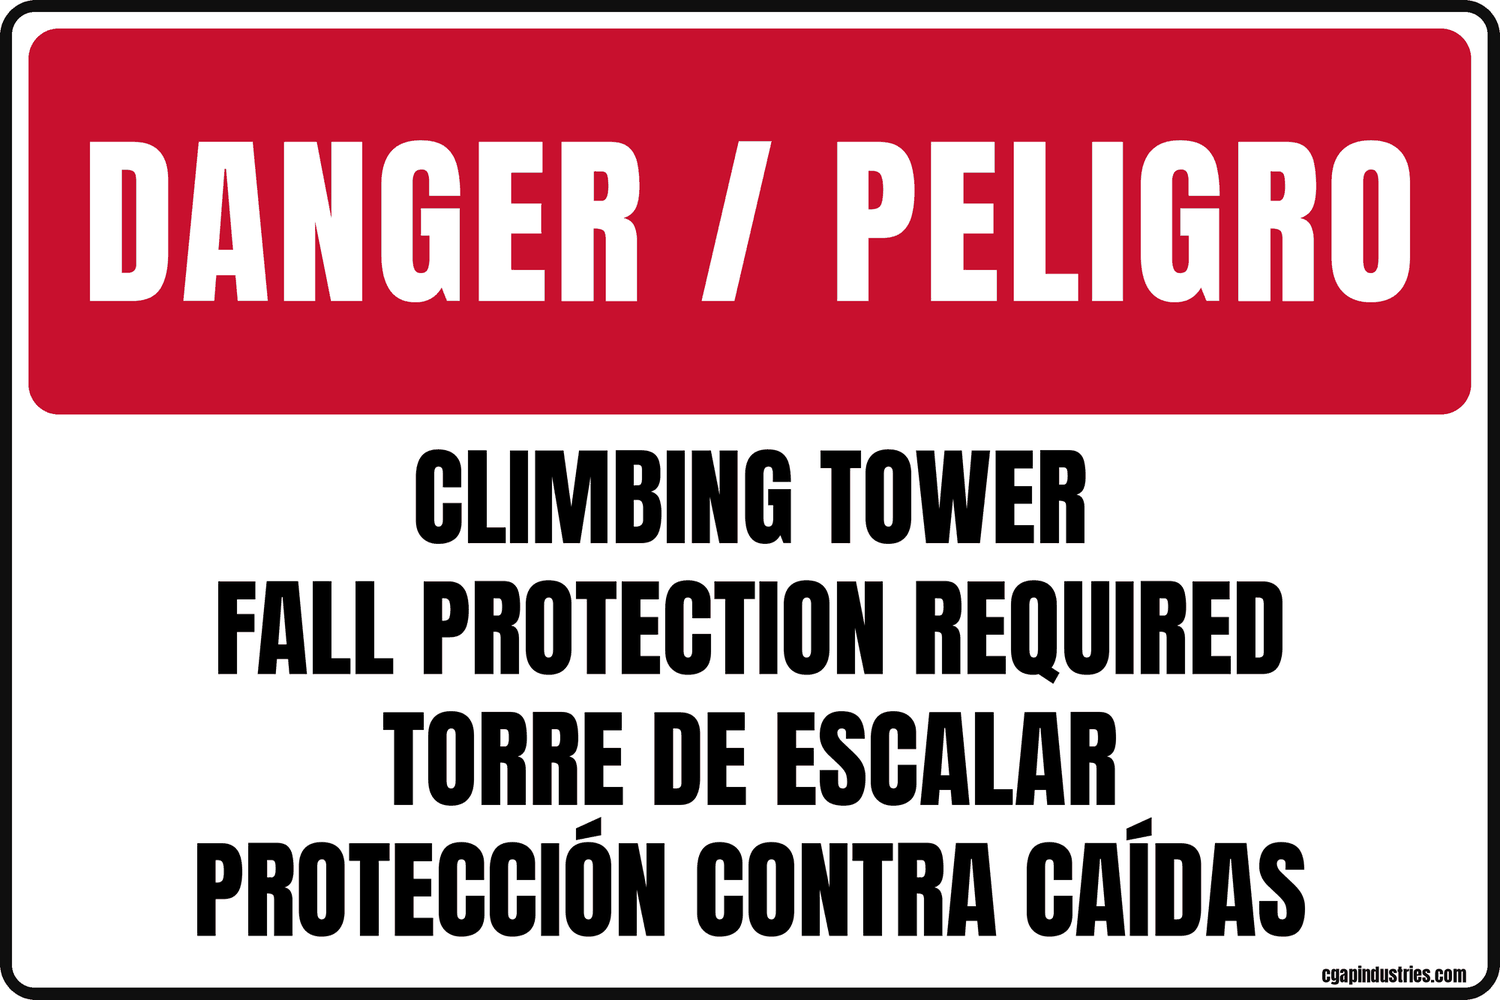 DANGER / PELIGRO
CLIMBING TOWER
FALL PROTECTION REQUIRED
TORRE DE ESCALAR
PROTECCIÓN CONTRA CAÍDAS
cgapindustries.com